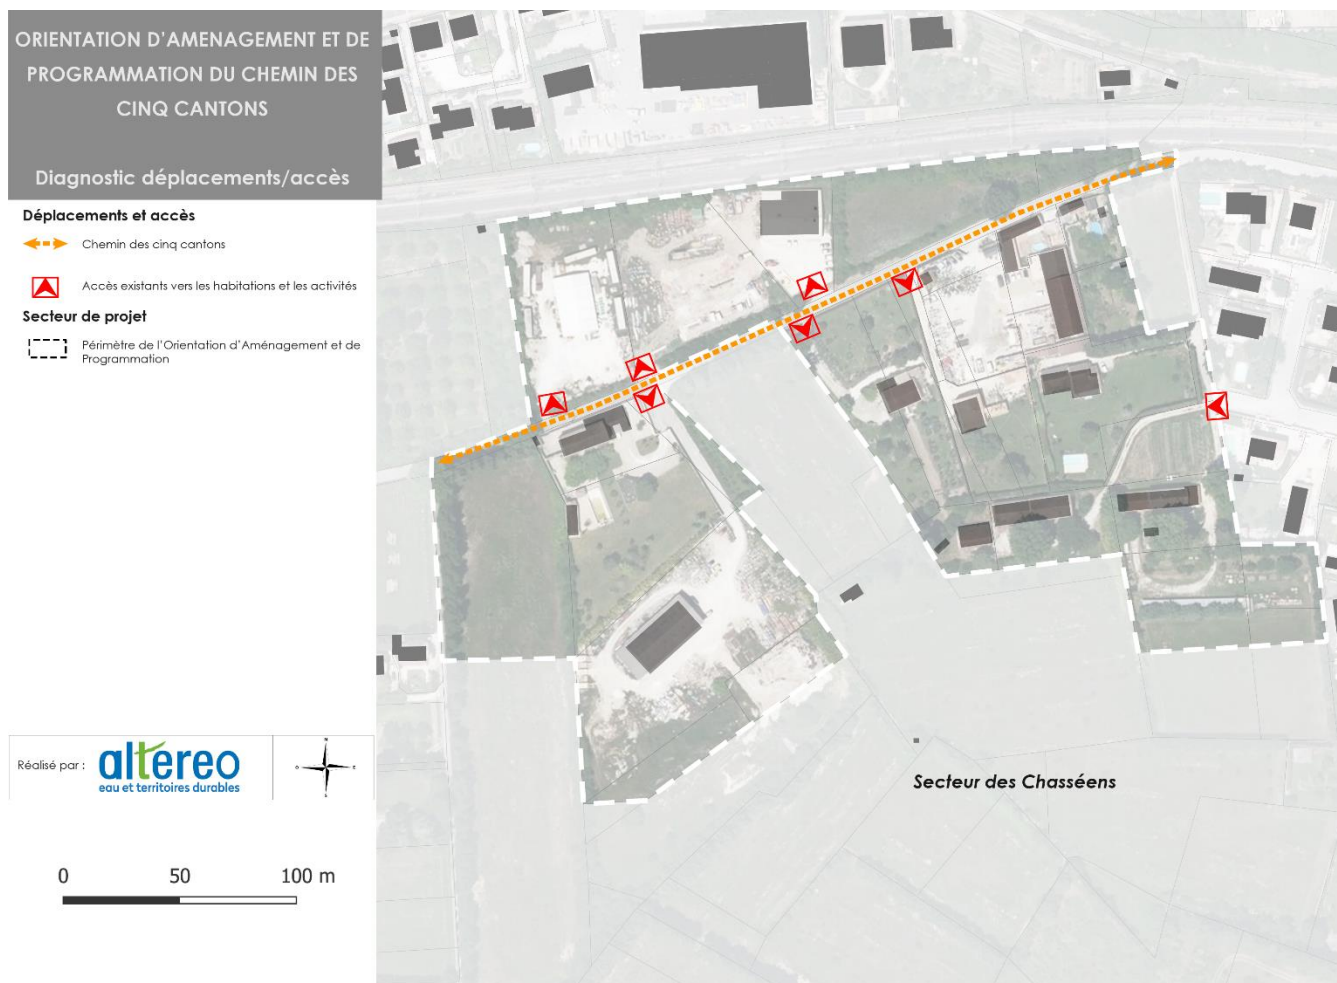 ORIENTATION D'AMENAGEMENT ET DE
PROGRAMMATION DU CHEMIN DES
CINQ CANTONS
Diagnostic déplacements/accès
Déplacements et accès
Chemin des cinq cantons
Accès existants vers les habitations et les activités
Secteur de projet
Périmètre de l'Orientation d'Aménagement et de
Programmation
Réalisé par :
altereo
eau et territoires durables
0 50 100 m
Secteur des Chasséens